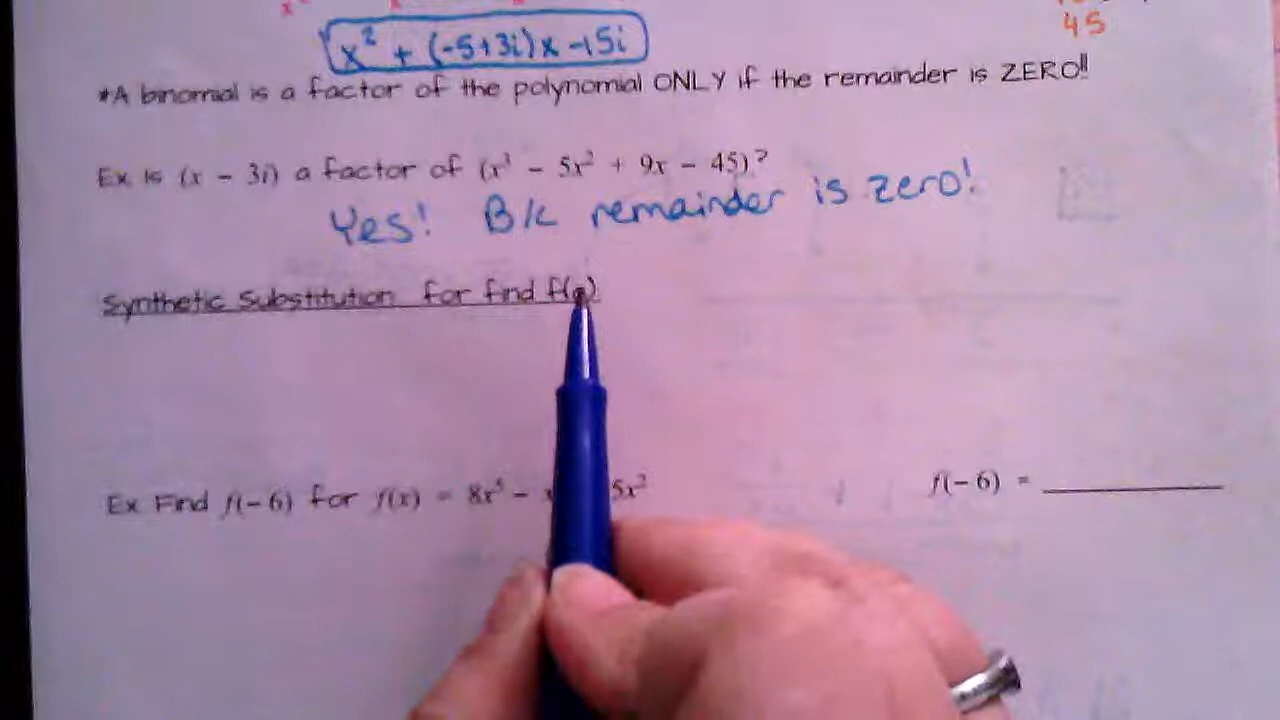 45
x² + (-5+3i)x -15i
*A binomial is a factor of the polynomial ONLY if the remainder is ZERO!!
Ex Is (x - 3i) a factor of (x³ - 5x² + 9x - 45)?
Yes! B/c remainder is zero!
Synthetic Substitution for find f(
Ex Find f(-6) for f(x) = 8x⁵ - 5x² f(-6) =